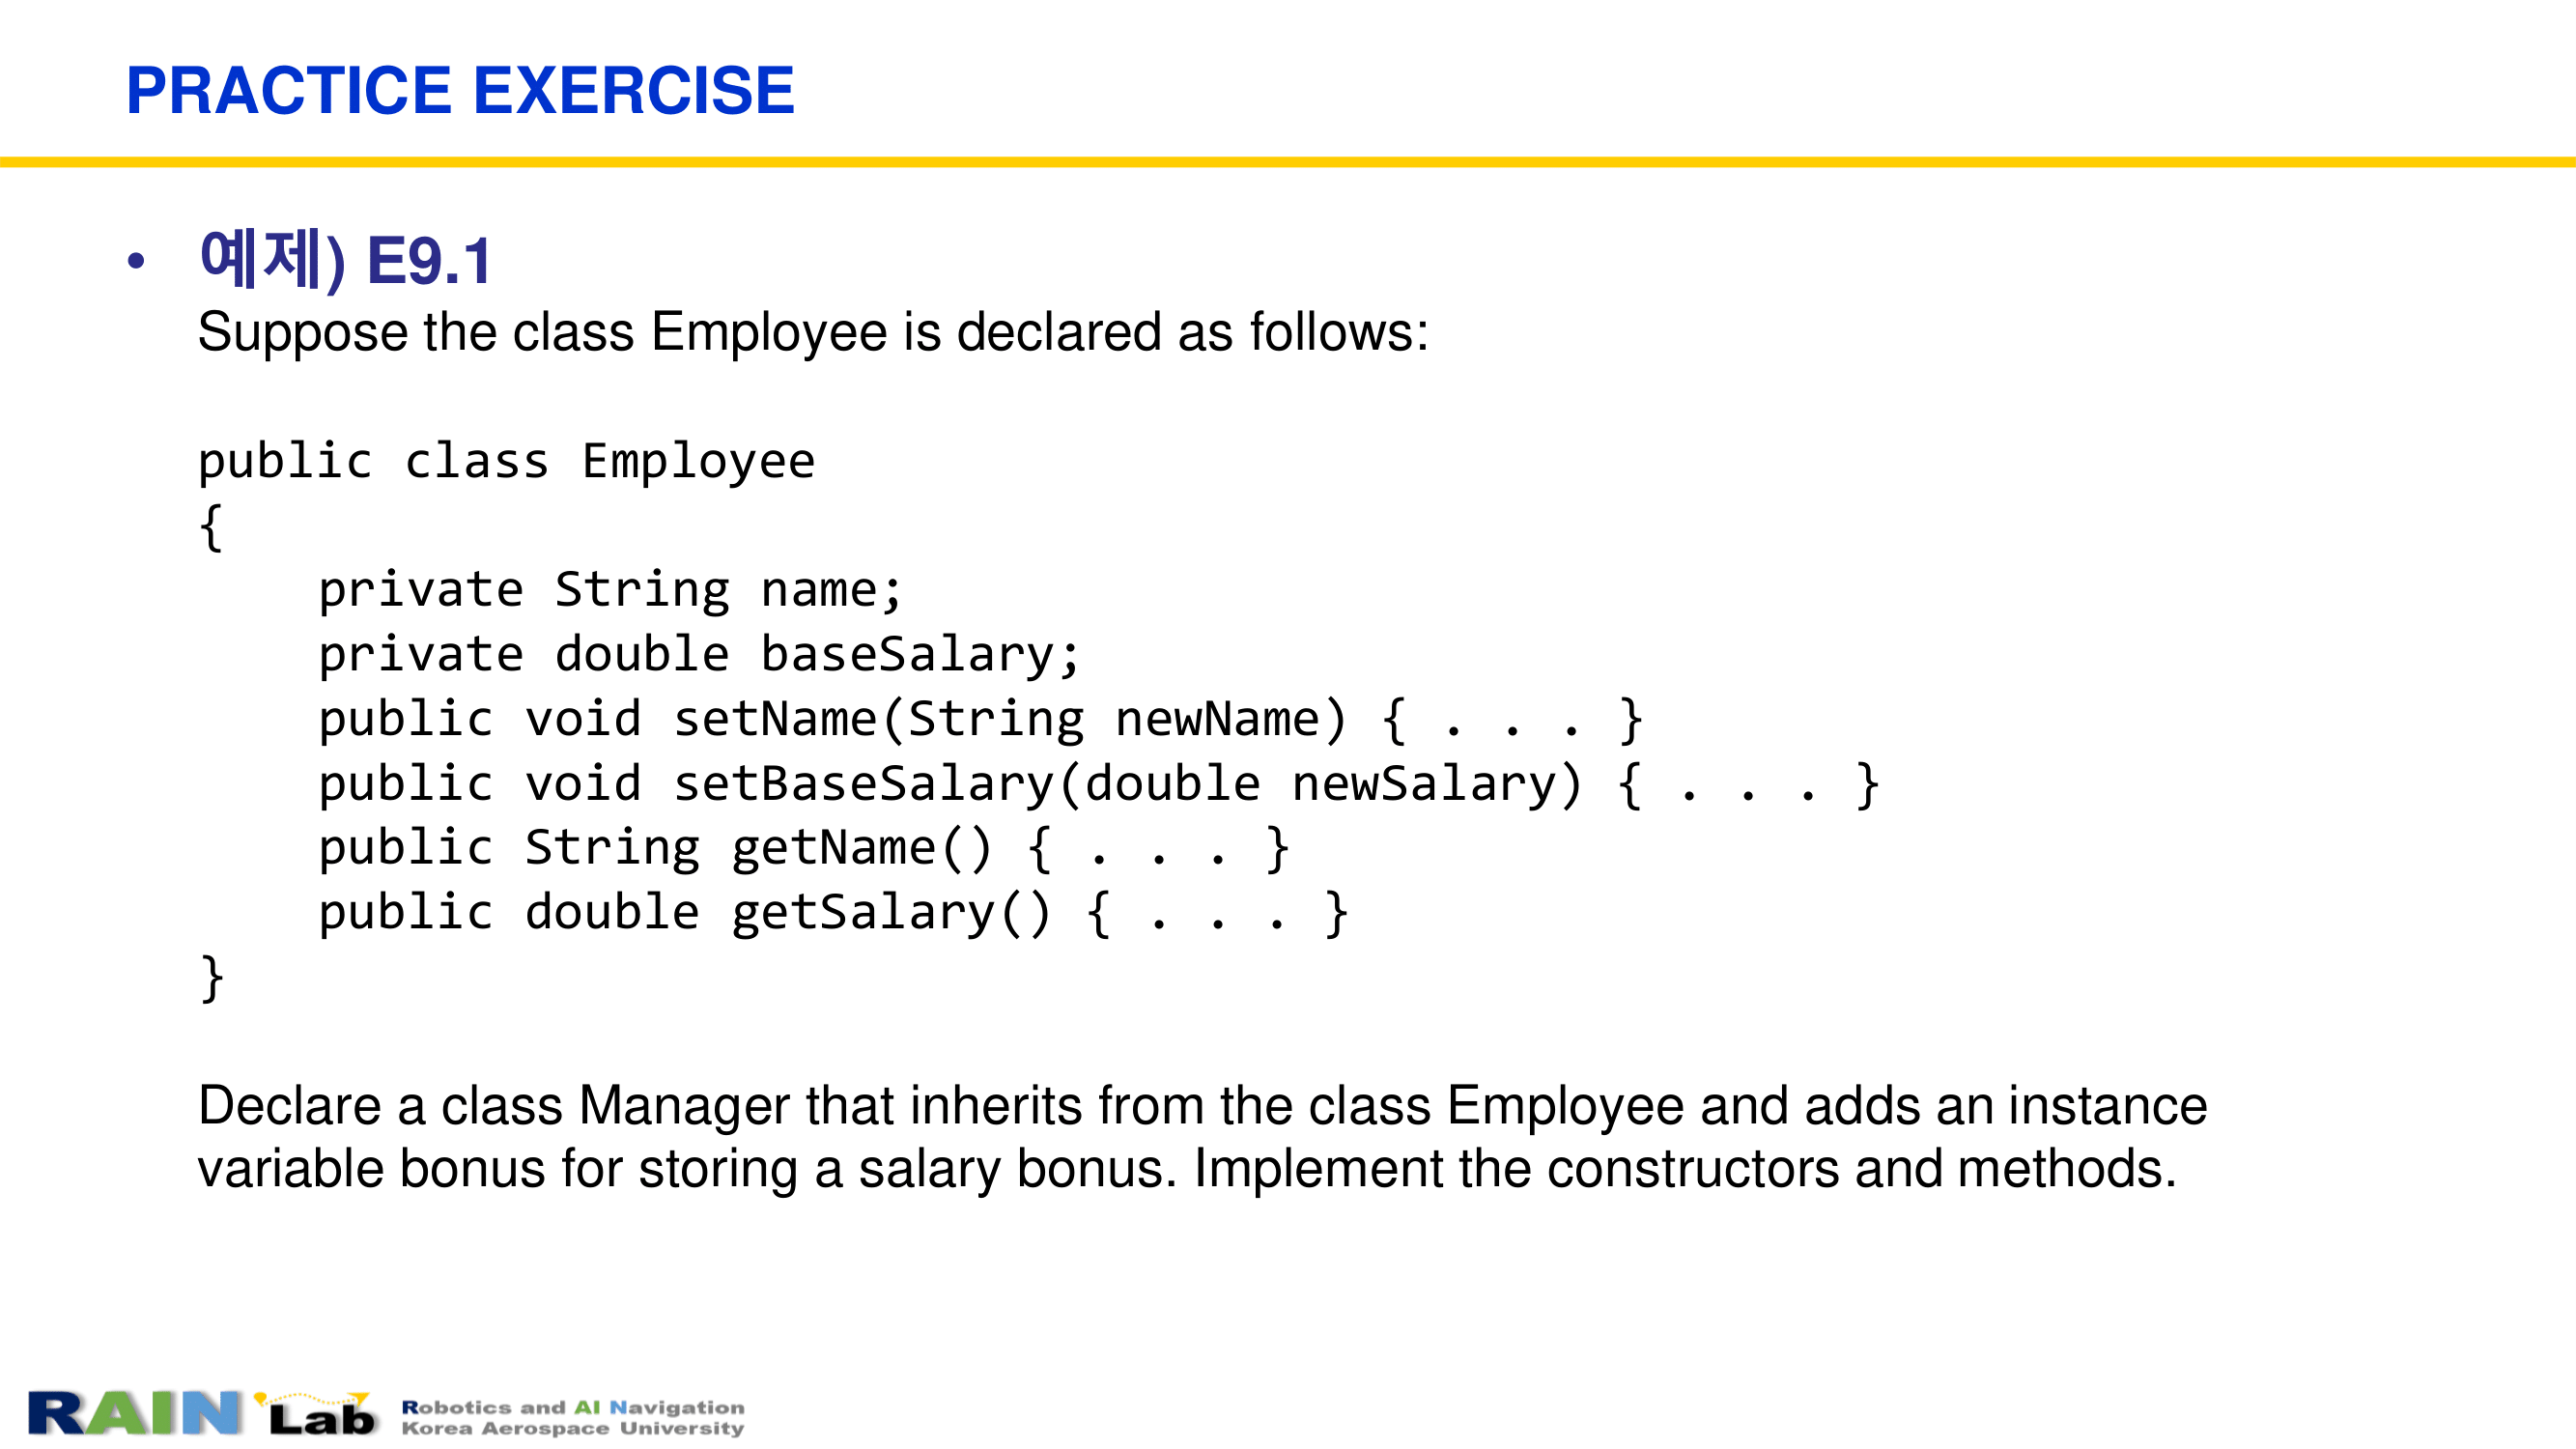 PRACTICE EXERCISE
• 예제) E9.1
Suppose the class Employee is declared as follows:
public class Employee
{
private String name;
private double baseSalary;
public void setName(String newName) { . . . }
public void setBaseSalary(double newSalary) { . . . }
public String getName() { . . . }
public double getSalary() { . . . }
}
Declare a class Manager that inherits from the class Employee and adds an instance
variable bonus for storing a salary bonus. Implement the constructors and methods.
RAIN Lab
Robotics and AI Navigation
Korea Aerospace University